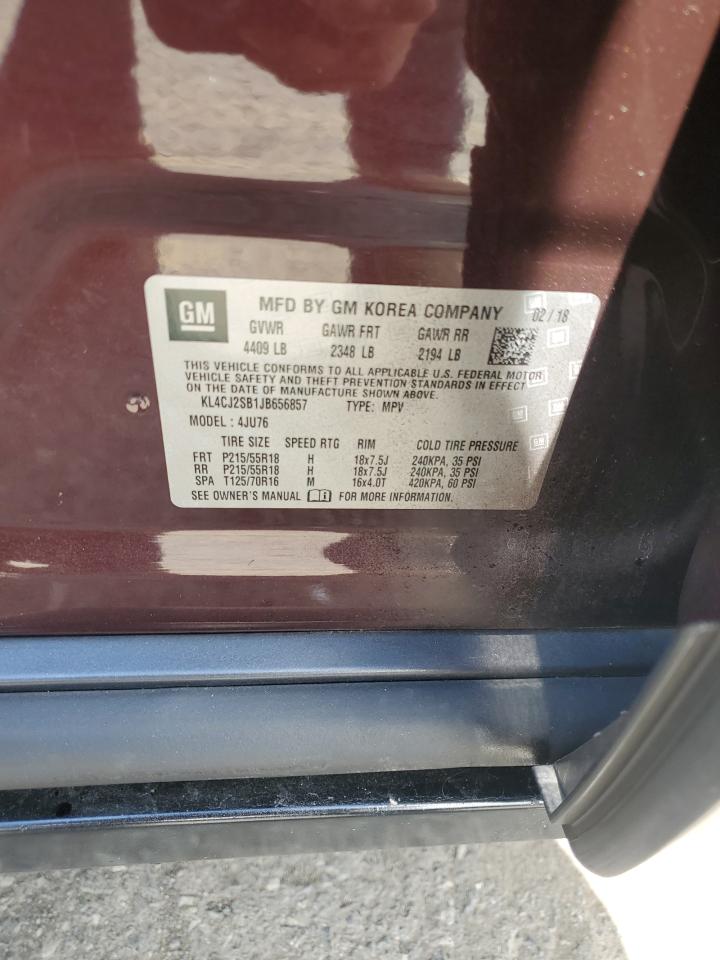 GM MFD BY GM KOREA COMPANY 02/18
GVWR GAWR FRT GAWR RR
4409 LB 2348 LB 2194 LB
THIS VEHICLE CONFORMS TO ALL APPLICABLE U.S. FEDERAL MOTOR
VEHICLE SAFETY AND THEFT PREVENTION STANDARDS IN EFFECT
ON THE DATE OF MANUFACTURE SHOWN ABOVE.
KL4CJ2SB1JB656857 TYPE: MPV
MODEL : 4JU76
TIRE SIZE SPEED RTG RIM COLD TIRE PRESSURE
FRT P215/55R18 H 18x7.5J 240KPA, 35 PSI
RR P215/55R18 H 18x7.5J 240KPA, 35 PSI
SPA T125/70R16 M 16x4.0T 420KPA, 60 PSI
SEE OWNER'S MANUAL FOR MORE INFORMATION.